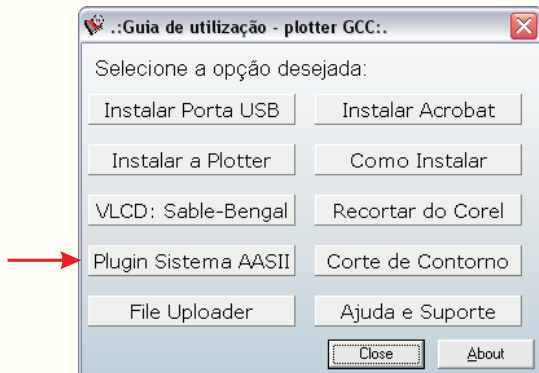 .:Guia de utilização - plotter GCC:.
Selecione a opção desejada:
Instalar Porta USB Instalar Acrobat
Instalar a Plotter Como Instalar
VLCD: Sable-Bengal Recortar do Corel
Plugin Sistema AASII Corte de Contorno
File Uploader Ajuda e Suporte
Close About